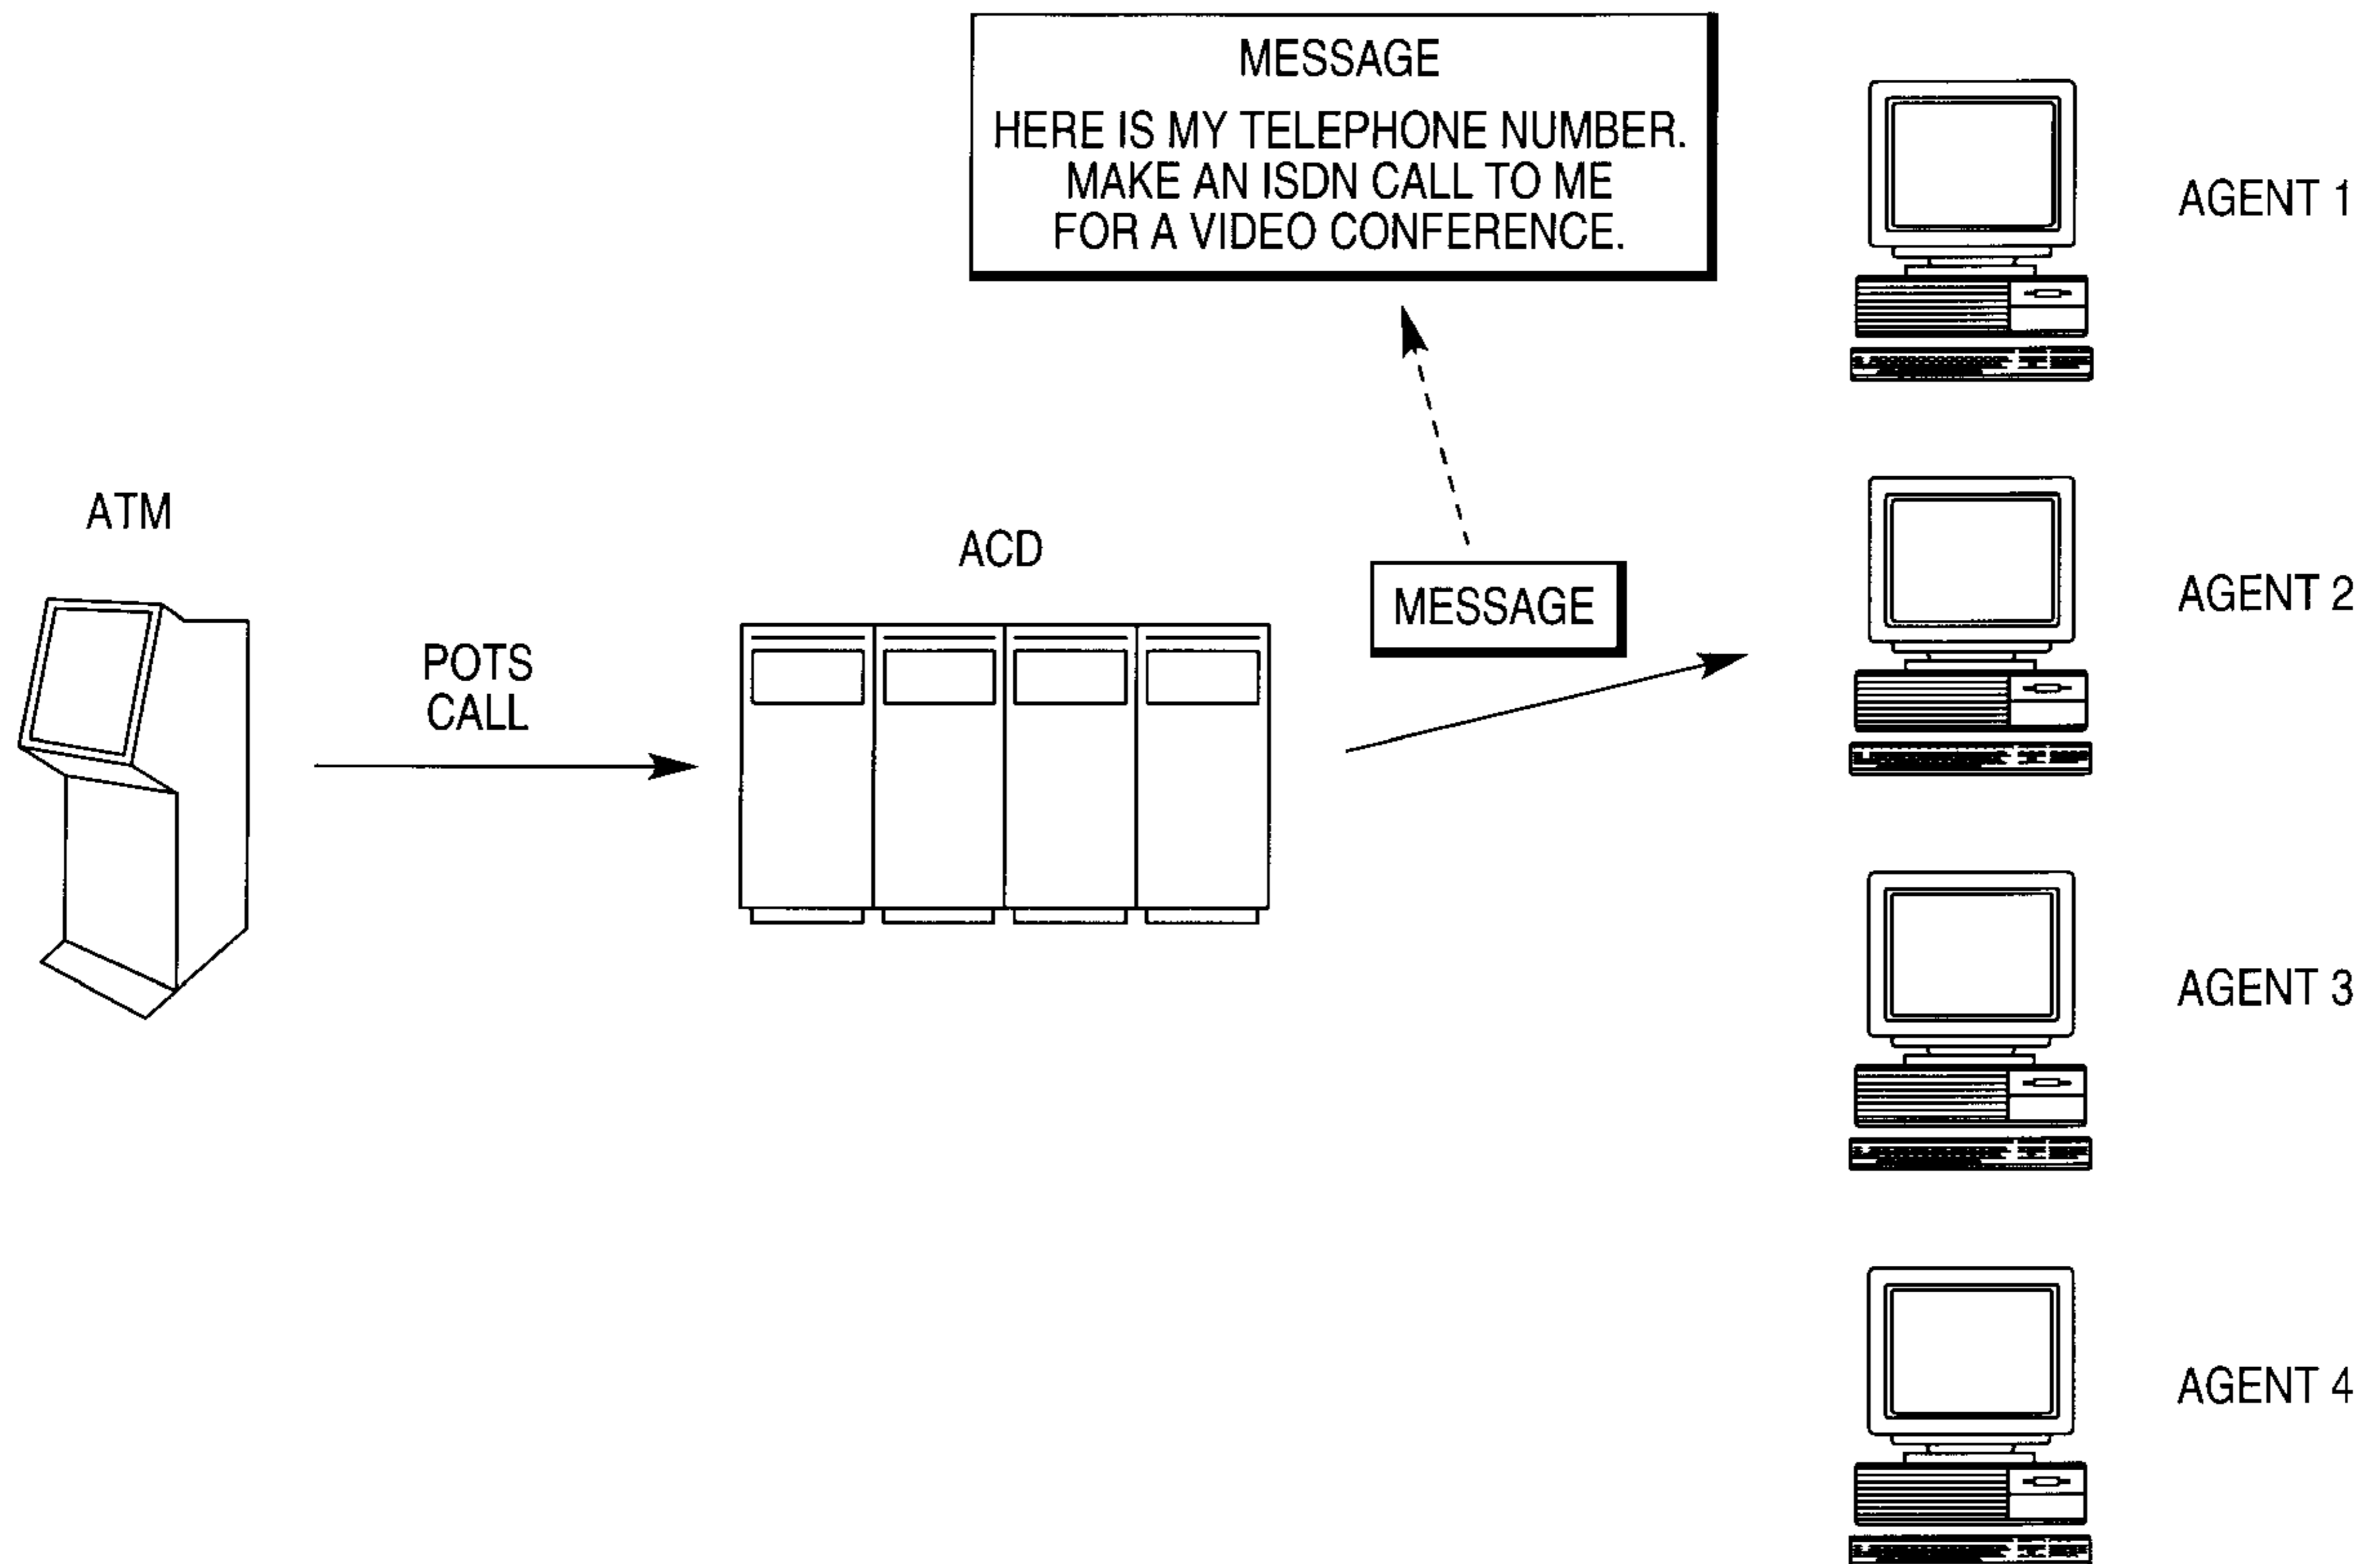 MESSAGE
HERE IS MY TELEPHONE NUMBER.
MAKE AN ISDN CALL TO ME
FOR A VIDEO CONFERENCE.
AGENT 1
ATM
ACD
MESSAGE
AGENT 2
POTS
CALL
AGENT 3
AGENT 4